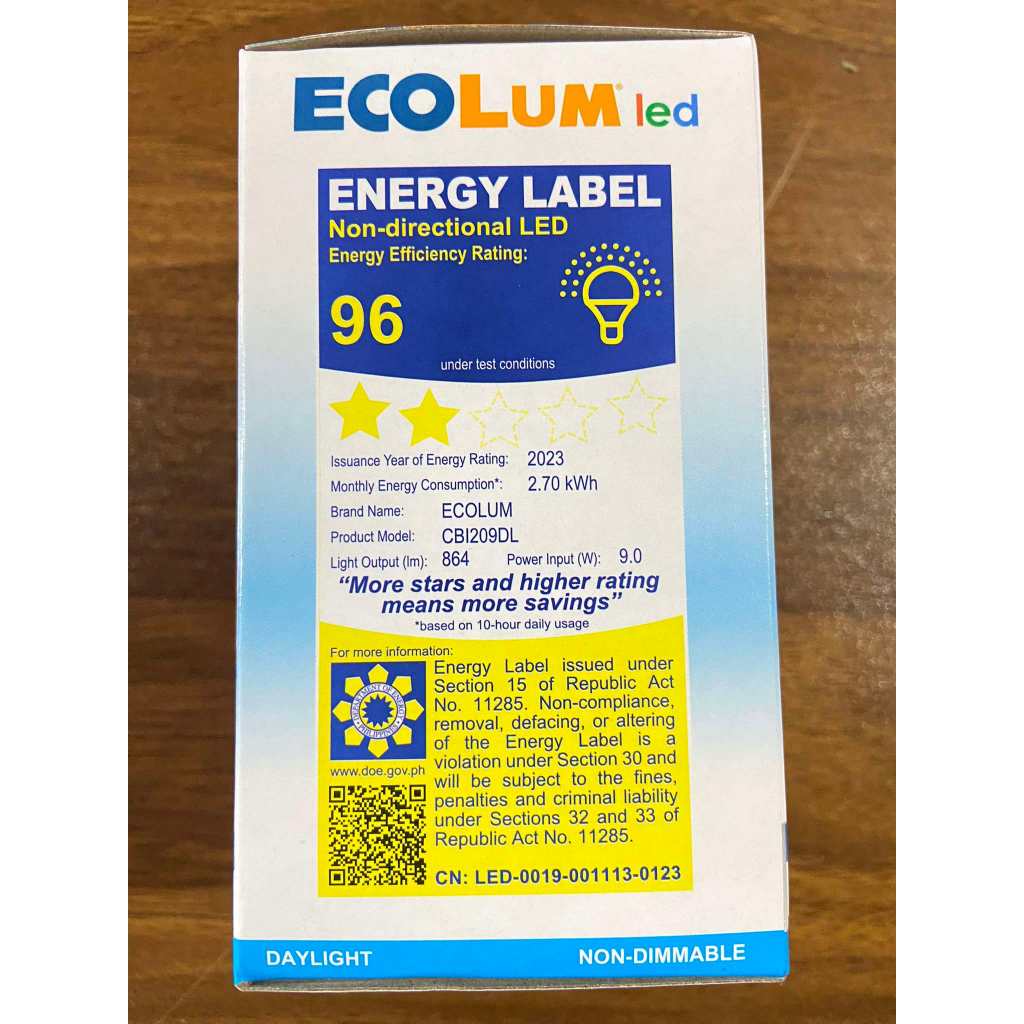 ECOLUM® led
ENERGY LABEL
Non-directional LED
Energy Efficiency Rating:
96
under test conditions
Issuance Year of Energy Rating: 2023
Monthly Energy Consumption*: 2.70 kWh
Brand Name: ECOLUM
Product Model: CBI209DL
Light Output (lm): 864 Power Input (W): 9.0
“More stars and higher rating
means more savings”
*based on 10-hour daily usage
For more information:
DEPARTMENT OF ENERGY
PHILIPPINES
www.doe.gov.ph
Energy Label issued under
Section 15 of Republic Act
No. 11285. Non-compliance,
removal, defacing, or altering
of the Energy Label is a
violation under Section 30 and
will be subject to the fines,
penalties and criminal liability
under Sections 32 and 33 of
Republic Act No. 11285.
CN: LED-0019-001113-0123
DAYLIGHT
NON-DIMMABLE